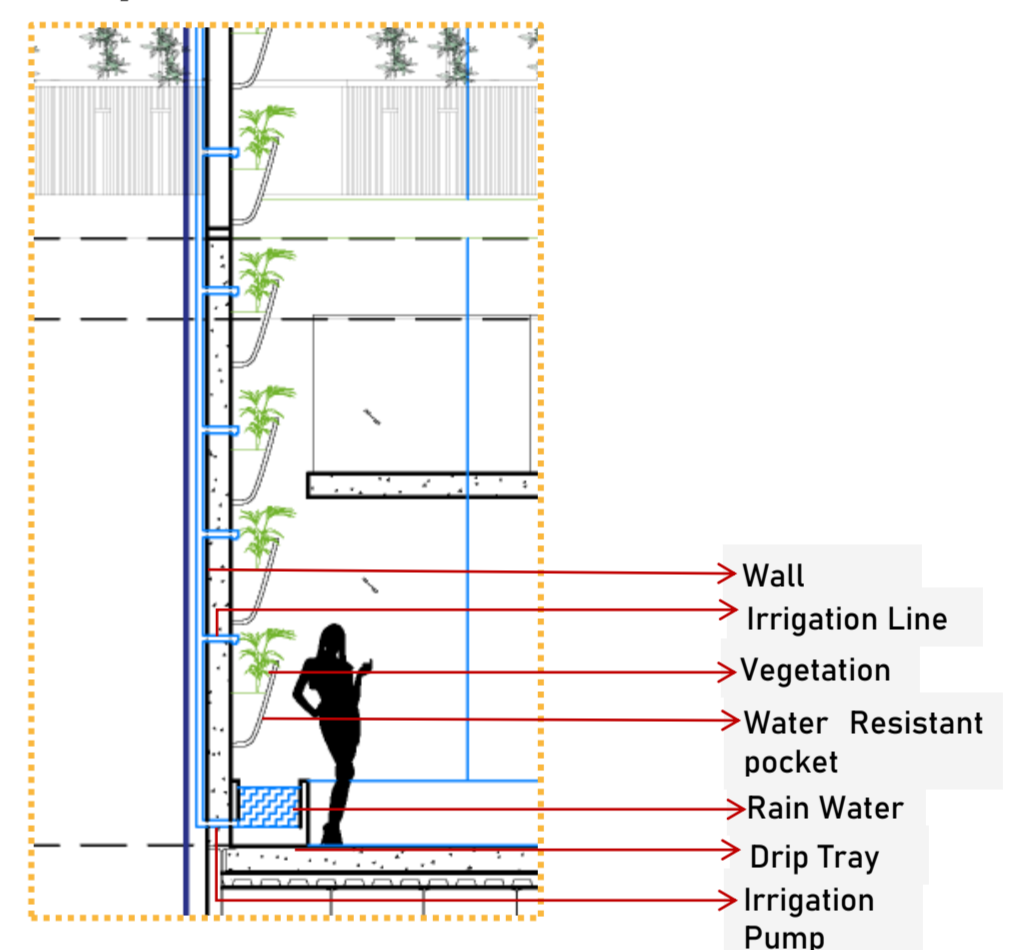 Wall
Irrigation Line
Vegetation
Water Resistant
pocket
Rain Water
Drip Tray
Irrigation
Pump